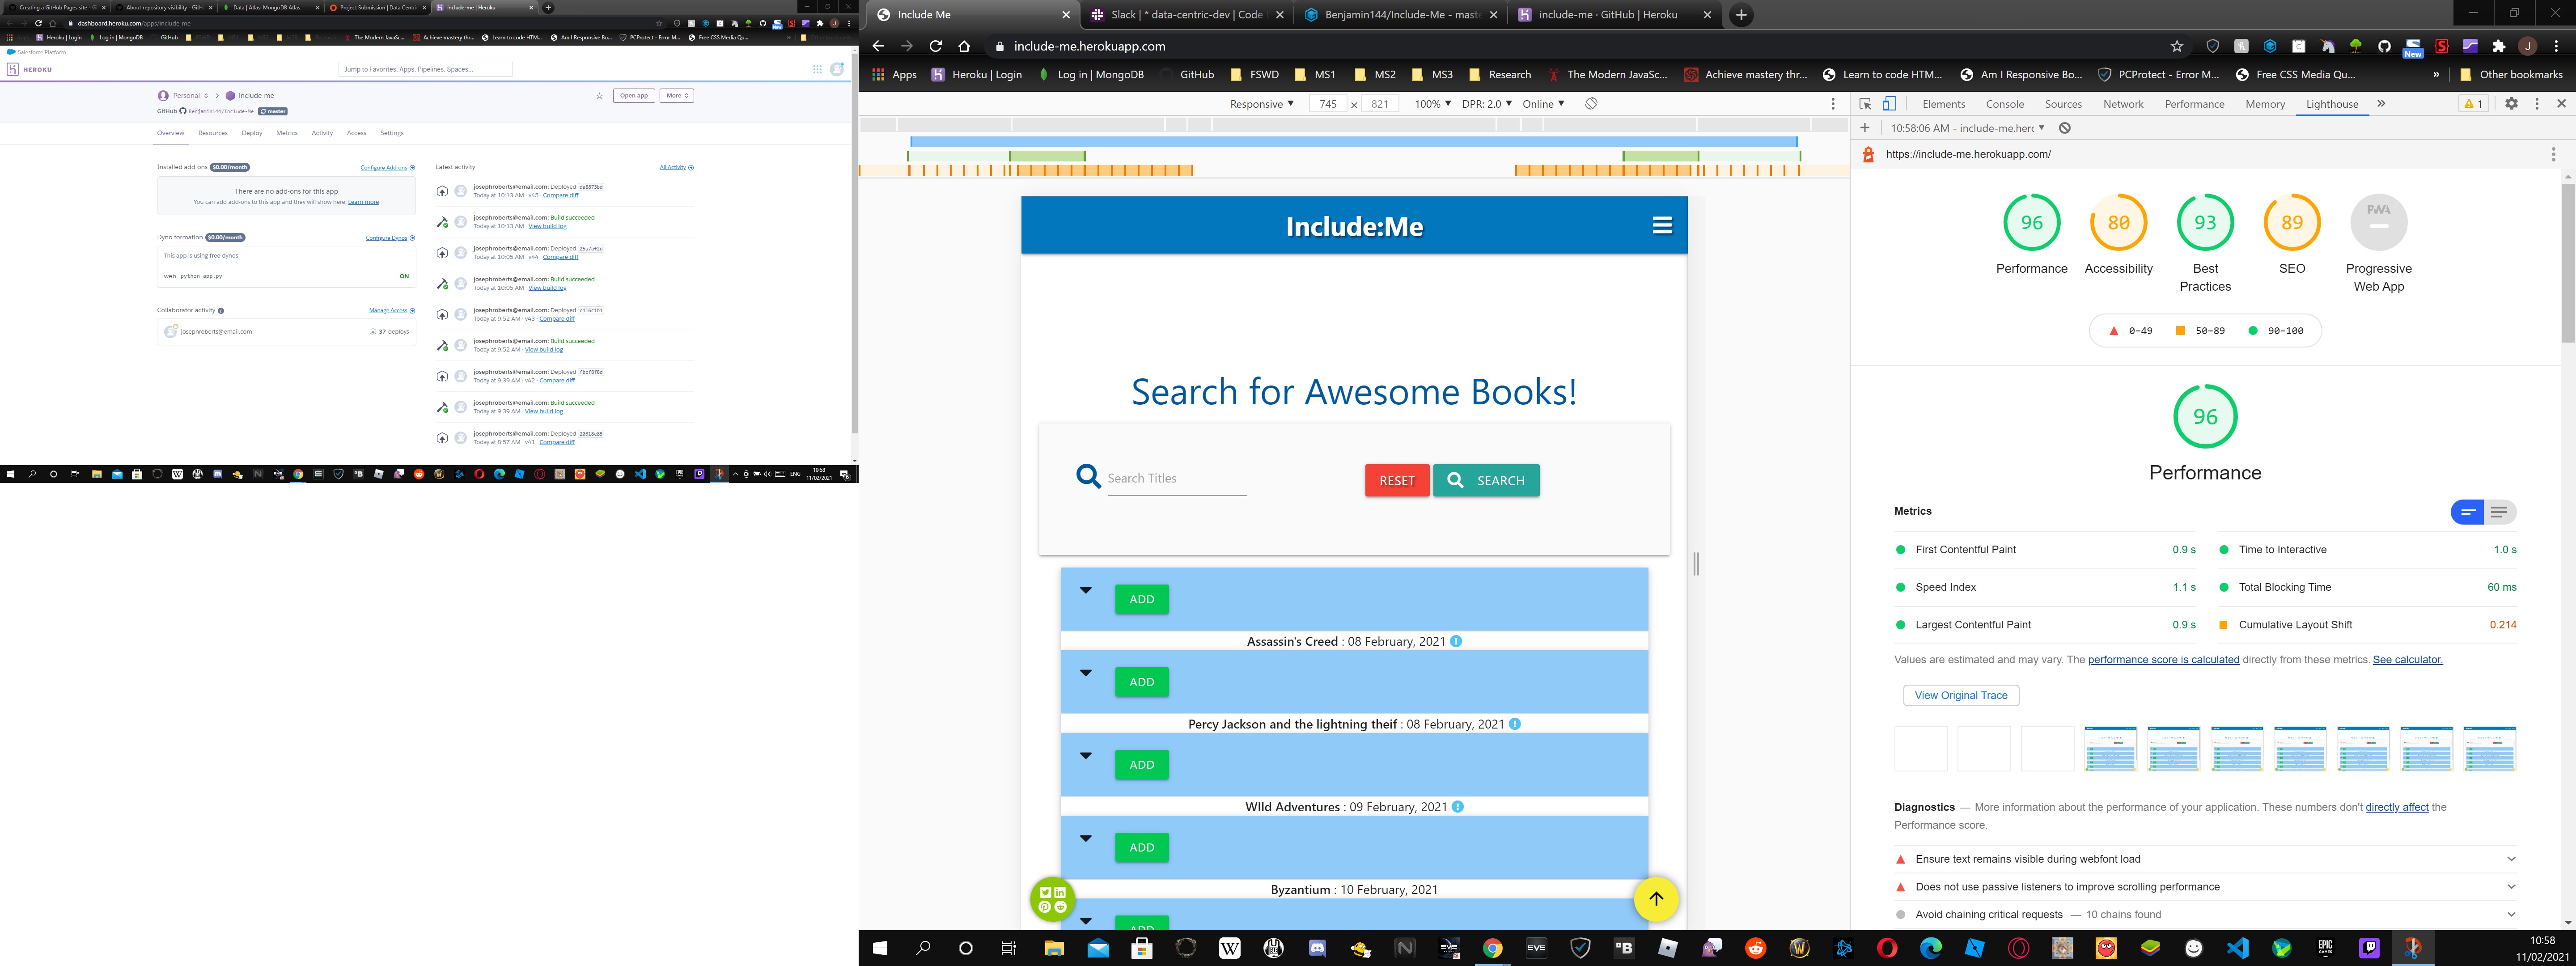 Creating a GitHub Pages site - G
About repository visibility - GitH
Data | Atlas: MongoDB Atlas
Project Submission | Data Centri
include-me | Heroku
dashboard.heroku.com/apps/include-me
Heroku | Login
Log in | MongoDB
GitHub
The Modern JavaSc...
Achieve mastery thr...
Learn to code HTM...
Am I Responsive Bo...
PCProtect - Error M...
Free CSS Media Qu...
Salesforce Platform
HEROKU
Jump to Favorites, Apps, Pipelines, Spaces...
Personal > include-me
Open app
More
GitHub Benjamin144/Include-Me master
Overview Resources Deploy Metrics Activity Access Settings
Installed add-ons $0.00/month Configure Add-ons
There are no add-ons for this app
You can add add-ons to this app and they will show here. Learn more
Dyno formation $0.00/month Configure Dynos
This app is using free dynos
web python app.py ON
Collaborator activity Manage Access
josephroberts@email.com 37 deploys
Latest activity All Activity
josephroberts@email.com: Deployed da8873bd
Today at 10:13 AM · v45 · Compare diff
josephroberts@email.com: Build succeeded
Today at 10:13 AM · View build log
josephroberts@email.com: Deployed 25a7af2d
Today at 10:05 AM · v44 · Compare diff
josephroberts@email.com: Build succeeded
Today at 10:05 AM · View build log
josephroberts@email.com: Deployed c416c1b1
Today at 9:52 AM · v43 · Compare diff
josephroberts@email.com: Build succeeded
Today at 9:52 AM · View build log
josephroberts@email.com: Deployed fbcf0f0d
Today at 9:39 AM · v42 · Compare diff
josephroberts@email.com: Build succeeded
Today at 9:39 AM · View build log
josephroberts@email.com: Deployed 20318e65
Today at 8:57 AM · v41 · Compare diff
ENG
10:58
11/02/2021
Include Me
Slack | * data-centric-dev | Code
Benjamin144/Include-Me - maste
include-me · GitHub | Heroku
include-me.herokuapp.com
New
J
Apps
Heroku | Login
Log in | MongoDB
GitHub
FSWD
MS1
MS2
MS3
Research
The Modern JavaSc...
Achieve mastery thr...
Learn to code HTM...
Am I Responsive Bo...
PCProtect - Error M...
Free CSS Media Qu...
»
Other bookmarks
Responsive 745 × 821 100% DPR: 2.0 Online
Include:Me
Search for Awesome Books!
Search Titles
RESET
SEARCH
ADD
Assassin's Creed : 08 February, 2021
ADD
Percy Jackson and the lightning theif : 08 February, 2021
ADD
WIld Adventures : 09 February, 2021
ADD
Byzantium : 10 February, 2021
ADD
Elements Console Sources Network Performance Memory Lighthouse » 1
10:58:06 AM - include-me.herc
https://include-me.herokuapp.com/
96
80
93
89
PWA
Performance
Accessibility
Best Practices
SEO
Progressive Web App
0–49 50–89 90–100
96
Performance
Metrics
First Contentful Paint 0.9 s
Time to Interactive 1.0 s
Speed Index 1.1 s
Total Blocking Time 60 ms
Largest Contentful Paint 0.9 s
Cumulative Layout Shift 0.214
Values are estimated and may vary. The performance score is calculated directly from these metrics. See calculator.
View Original Trace
Diagnostics — More information about the performance of your application. These numbers don't directly affect the
Performance score.
Ensure text remains visible during webfont load
Does not use passive listeners to improve scrolling performance
Avoid chaining critical requests — 10 chains found
W
EVE
B
EPIC GAMES
10:58
11/02/2021